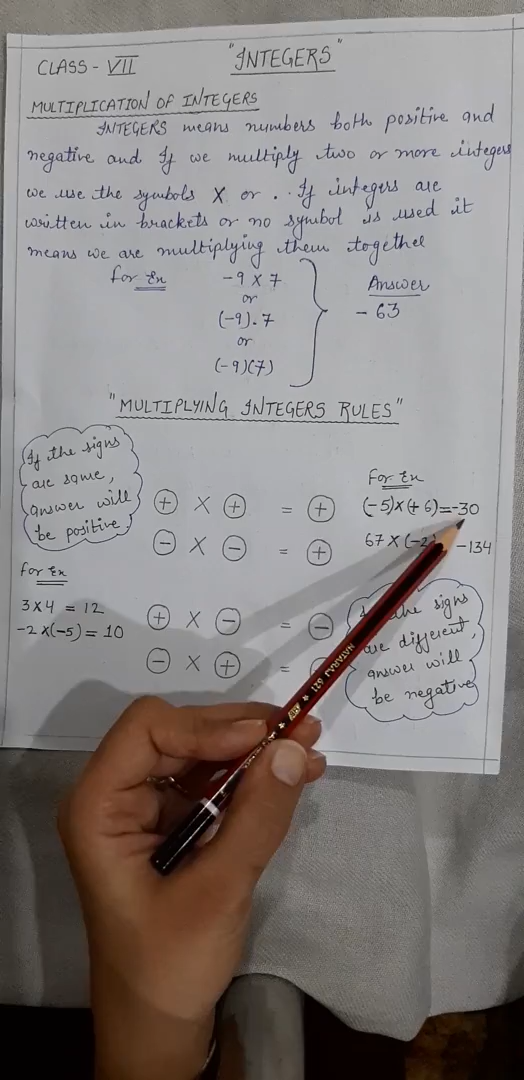 CLASS - VII "INTEGERS"
MULTIPLICATION OF INTEGERS
INTEGERS means numbers both positive and
negative and If we multiply two or more integers
we use the symbols X or . . If integers are
written in brackets or no symbol is used it
means we are multiplying them together
for Ex -9 X 7
or
(-9). 7
or
(-9)(7)
Answer
- 63
"MULTIPLYING INTEGERS RULES"
If the signs
are same,
answer will
be positive.
+ X + = +
- X - = +
for Ex
(-5)x(+6)=-30
67 X (-2 -134
for Ex
3x4 = 12
-2x(-5) = 10
+ X - = -
- X + =
the signs
are different,
answer will
be negative
NATARAJ 621